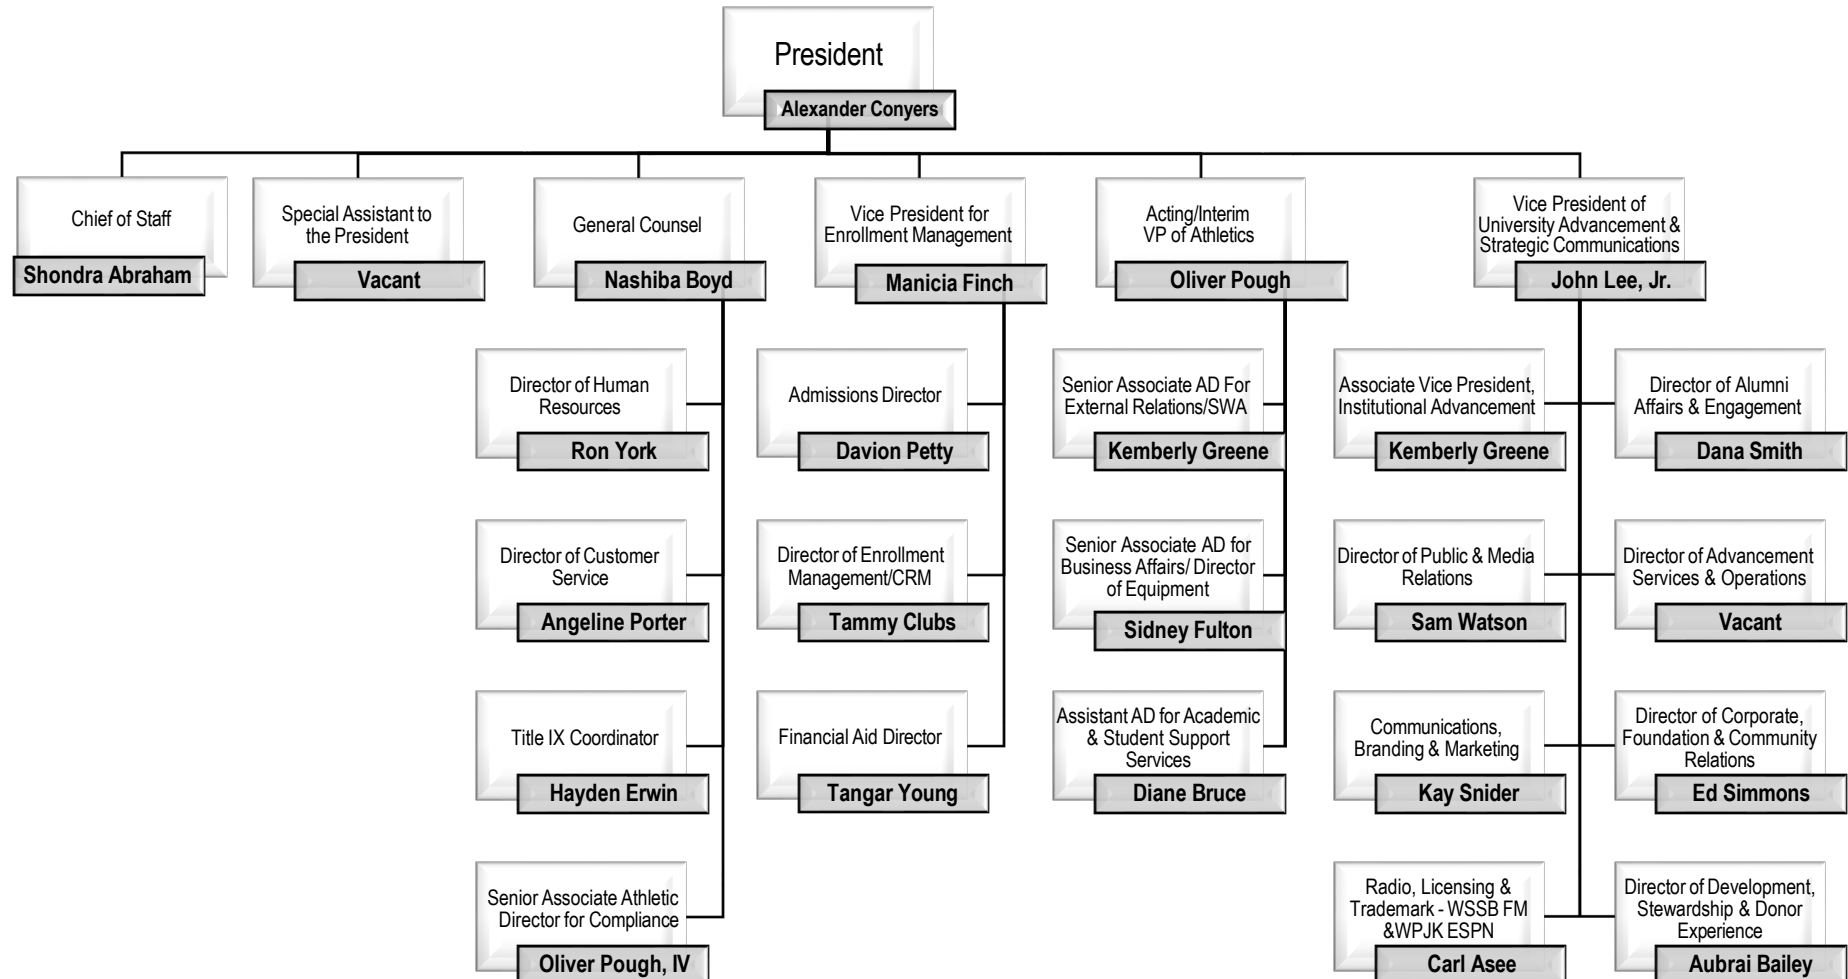 President
Alexander Conyers
Chief of Staff
Shondra Abraham
Special Assistant to
the President
Vacant
General Counsel
Nashiba Boyd
Vice President for
Enrollment Management
Manicia Finch
Acting/Interim
VP of Athletics
Oliver Pough
Vice President of
University Advancement &
Strategic Communications
John Lee, Jr.
Director of Human
Resources
Ron York
Admissions Director
Davion Petty
Senior Associate AD For
External Relations/SWA
Kemberly Greene
Associate Vice President,
Institutional Advancement
Kemberly Greene
Director of Alumni
Affairs & Engagement
Dana Smith
Director of Customer
Service
Angeline Porter
Director of Enrollment
Management/CRM
Tammy Clubs
Senior Associate AD for
Business Affairs/ Director
of Equipment
Sidney Fulton
Director of Public & Media
Relations
Sam Watson
Director of Advancement
Services & Operations
Vacant
Title IX Coordinator
Hayden Erwin
Financial Aid Director
Tangar Young
Assistant AD for Academic
& Student Support
Services
Diane Bruce
Communications,
Branding & Marketing
Kay Snider
Director of Corporate,
Foundation & Community
Relations
Ed Simmons
Senior Associate Athletic
Director for Compliance
Oliver Pough, IV
Radio, Licensing &
Trademark - WSSB FM
&WPJK ESPN
Carl Asee
Director of Development,
Stewardship & Donor
Experience
Aubrai Bailey